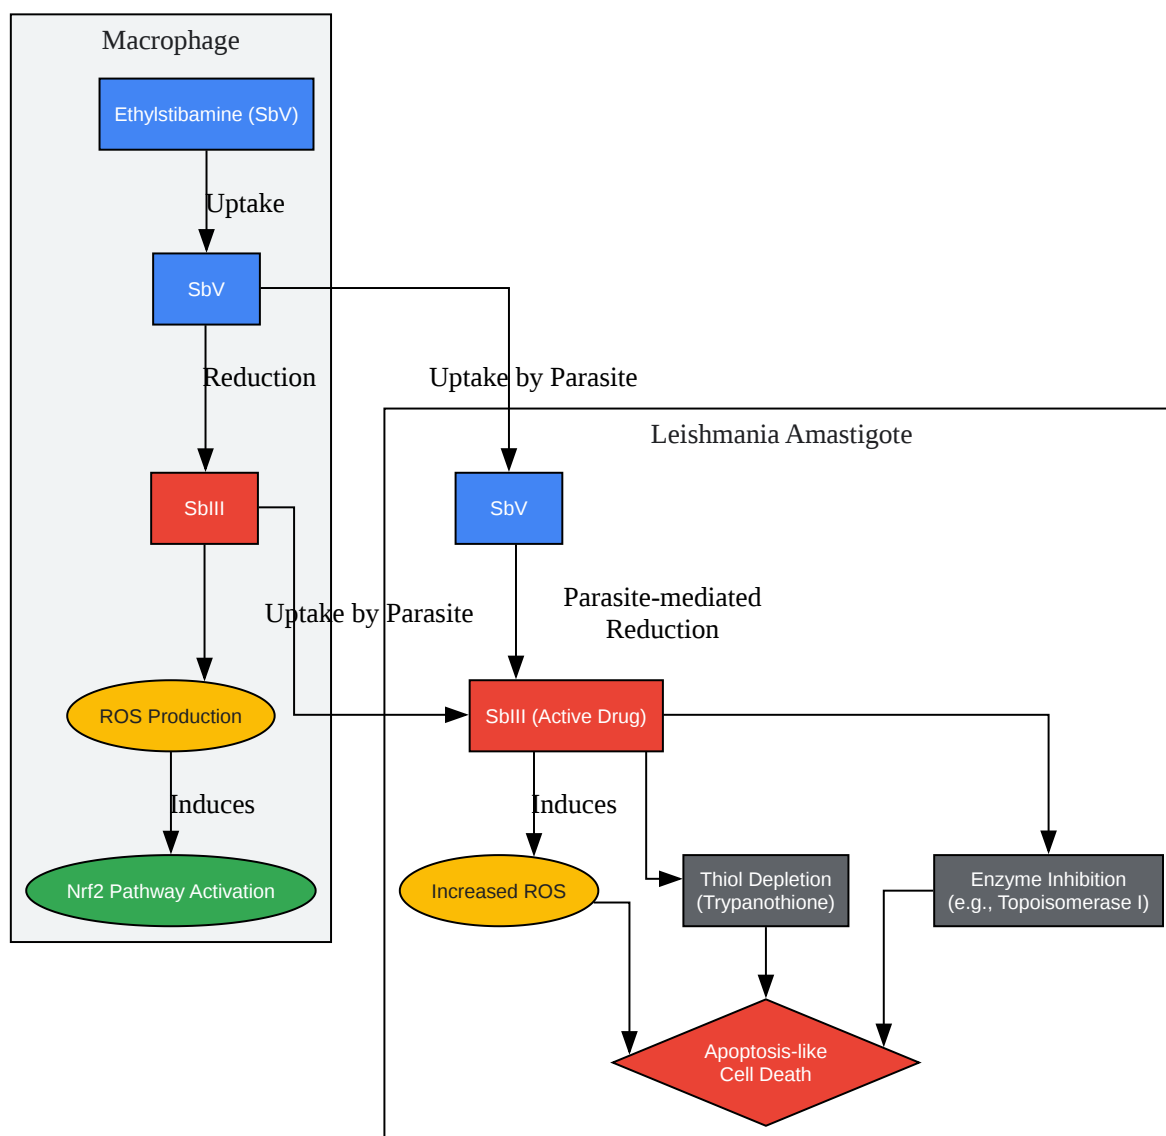 Macrophage
Ethylstibamine (SbV)
Uptake
SbV
Reduction
Uptake by Parasite
Leishmania Amastigote
SbIII
SbV
Uptake by Parasite
Parasite-mediated
Reduction
ROS Production
SbIII (Active Drug)
Induces
Induces
Nrf2 Pathway Activation
Increased ROS
Thiol Depletion
(Trypanothione)
Enzyme Inhibition
(e.g., Topoisomerase I)
Apoptosis-like
Cell Death